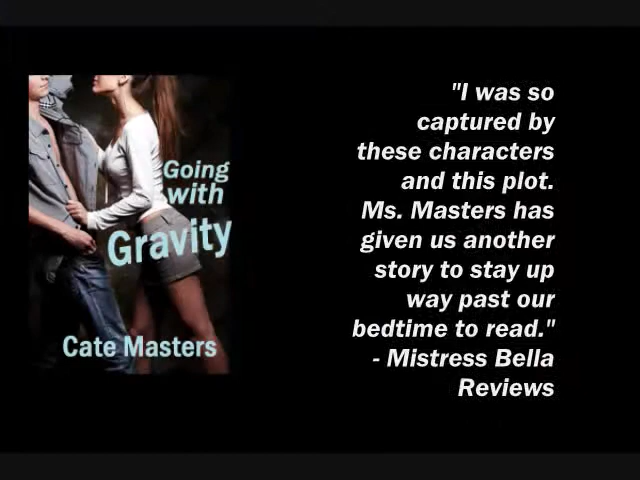 Going
with
Gravity
Cate Masters
"I was so
captured by
these characters
and this plot.
Ms. Masters has
given us another
story to stay up
way past our
bedtime to read."
- Mistress Bella
Reviews